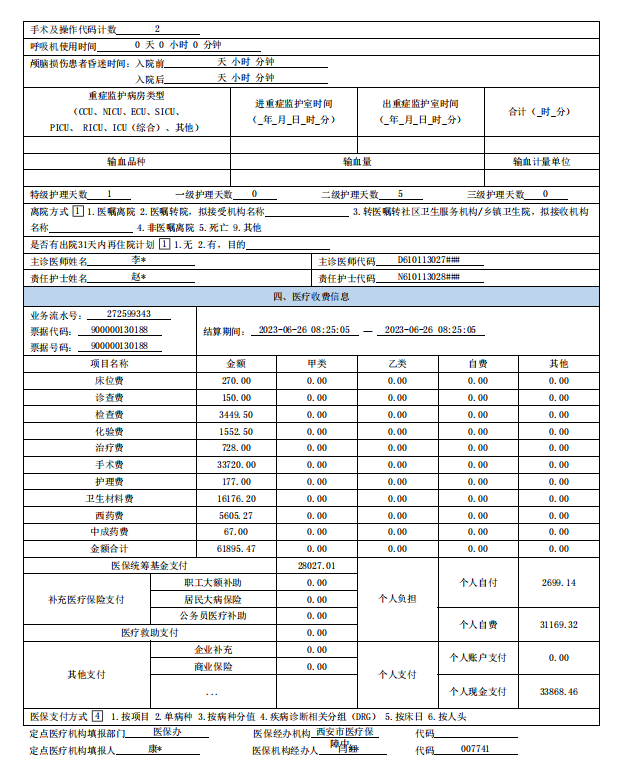 手术及操作代码计数 2
呼吸机使用时间 0 天 0 小时 0 分钟
颅脑损伤患者昏迷时间：入院前 天 小时 分钟
入院后 天 小时 分钟
重症监护病房类型
（CCU、NICU、ECU、SICU、
PICU、 RICU、ICU（综合）、其他）
进重症监护室时间
（_年_月_日_时_分）
出重症监护室时间
（_年_月_日_时_分）
合计（_时_分）
输血品种 输血量 输血计量单位
特级护理天数 1 一级护理天数 0 二级护理天数 5 三级护理天数 0
离院方式 1 1.医嘱离院 2.医嘱转院，拟接受机构名称 3.转医嘱转社区卫生服务机构/乡镇卫生院，拟接收机构
名称 4.非医嘱离院 5.死亡 9.其他
是否有出院31天内再住院计划 1 1.无 2.有，目的
主诊医师姓名 李* 主诊医师代码 D610113027###
责任护士姓名 赵* 责任护士代码 N610113028###
四、医疗收费信息
业务流水号： 272599343
票据代码： 900000130188
票据号码： 900000130188
结算期间： 2023-06-26 08:25:05 — 2023-06-26 08:25:05
项目名称 金额 甲类 乙类 自费 其他
床位费 270.00 0.00 0.00 0.00 0.00
诊查费 150.00 0.00 0.00 0.00 0.00
检查费 3449.50 0.00 0.00 0.00 0.00
化验费 1552.50 0.00 0.00 0.00 0.00
治疗费 728.00 0.00 0.00 0.00 0.00
手术费 33720.00 0.00 0.00 0.00 0.00
护理费 177.00 0.00 0.00 0.00 0.00
卫生材料费 16176.20 0.00 0.00 0.00 0.00
西药费 5605.27 0.00 0.00 0.00 0.00
中成药费 67.00 0.00 0.00 0.00 0.00
金额合计 61895.47 0.00 0.00 0.00 0.00
医保统筹基金支付 28027.01
补充医疗保险支付
职工大额补助 0.00
居民大病保险 0.00
公务员医疗补助 0.00
医疗救助支付 0.00
个人负担
个人自付 2699.14
个人自费 31169.32
其他支付
企业补充 0.00
商业保险 0.00
...
个人支付
个人账户支付 0.00
个人现金支付 33868.46
医保支付方式 4 1.按项目 2.单病种 3.按病种分值 4.疾病诊断相关分组（DRG） 5.按床日 6.按人头
定点医疗机构填报部门 医保办 医保经办机构 西安市医疗保障中 代码
定点医疗机构填报人 康* 医保机构经办人 代码 007741